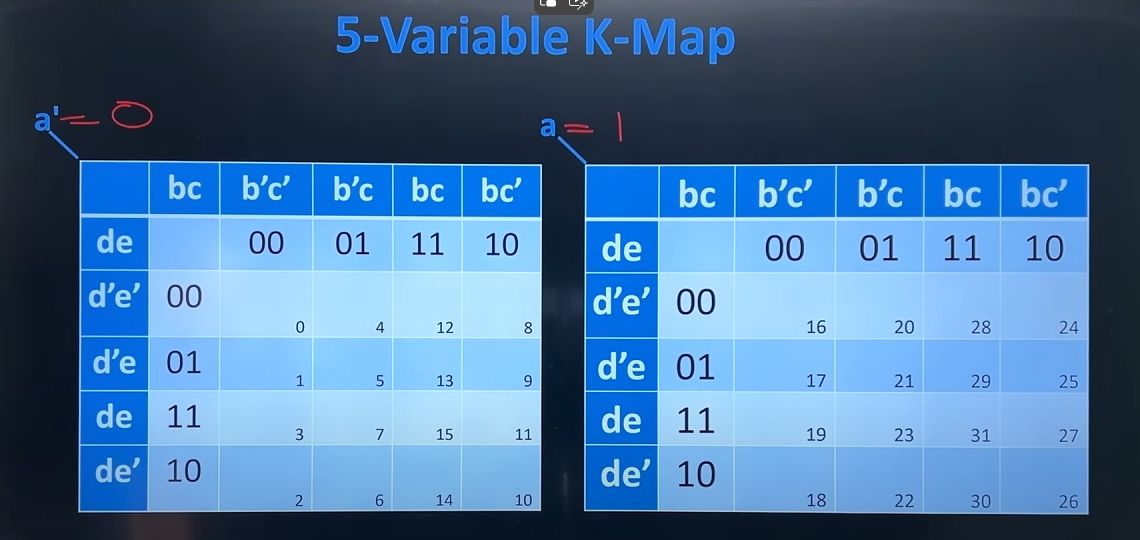 5-Variable K-Map
a' = 0
a = 1
bc b'c' b'c bc bc'
de 00 01 11 10
d'e' 00 0 4 12 8
d'e 01 1 5 13 9
de 11 3 7 15 11
de' 10 2 6 14 10
bc b'c' b'c bc bc'
de 00 01 11 10
d'e' 00 16 20 28 24
d'e 01 17 21 29 25
de 11 19 23 31 27
de' 10 18 22 30 26